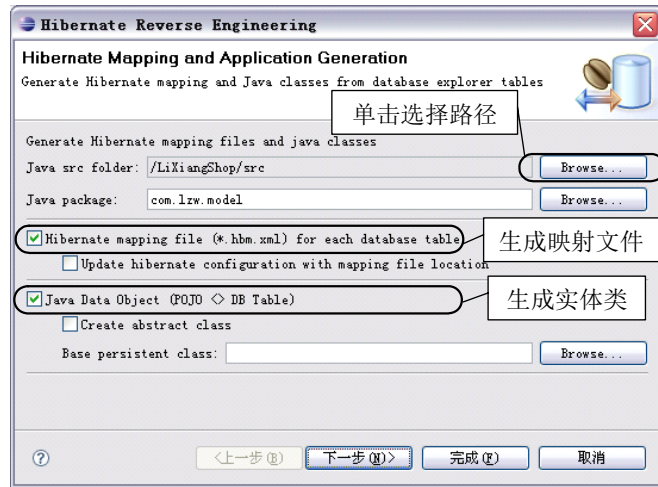 Hibernate Reverse Engineering
Hibernate Mapping and Application Generation
Generate Hibernate mapping and Java classes from database explorer tables
单击选择路径
Generate Hibernate mapping files and java classes
Java src folder: /LiXiangShop/src Browse...
Java package: com.lzw.model Browse...
Hibernate mapping file (*.hbm.xml) for each database table
生成映射文件
Update hibernate configuration with mapping file location
Java Data Object (POJO <> DB Table)
生成实体类
Create abstract class
Base persistent class: Browse...
<上一步(B) 下一步(N)> 完成(F) 取消